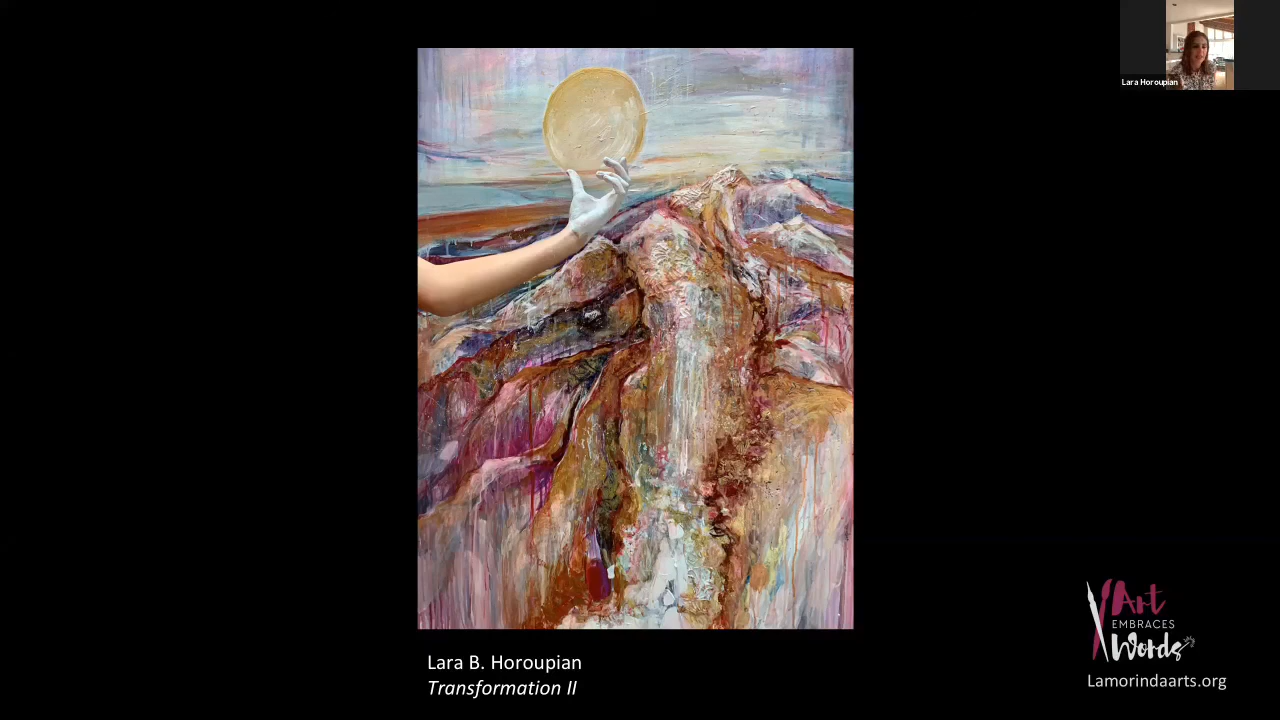 Lara Horoupian
Lara B. Horoupian
Transformation II
Art
EMBRACES
Words
Lamorindaarts.org